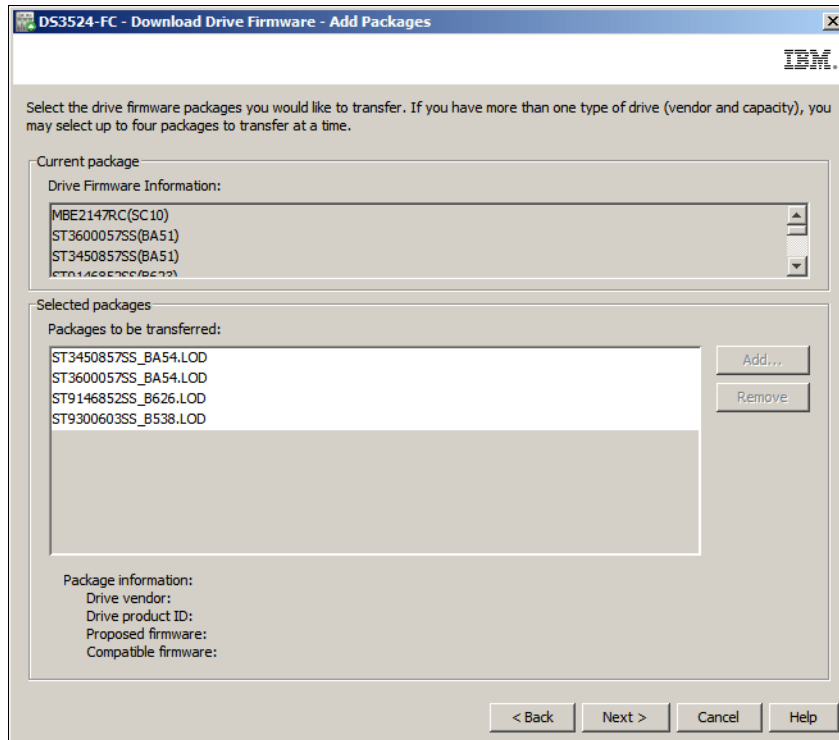 DS3524-FC - Download Drive Firmware - Add Packages
IBM.
Select the drive firmware packages you would like to transfer. If you have more than one type of drive (vendor and capacity), you
may select up to four packages to transfer at a time.
Current package
Drive Firmware Information:
MBE2147RC(SC10)
ST3600057SS(BA51)
ST3450857SS(BA51)
ST9146852SS(B623)
Selected packages
Packages to be transferred:
ST3450857SS_BA54.LOD
ST3600057SS_BA54.LOD
ST9146852SS_B626.LOD
ST9300603SS_B538.LOD
Add...
Remove
Package information:
Drive vendor:
Drive product ID:
Proposed firmware:
Compatible firmware:
< Back
Next >
Cancel
Help